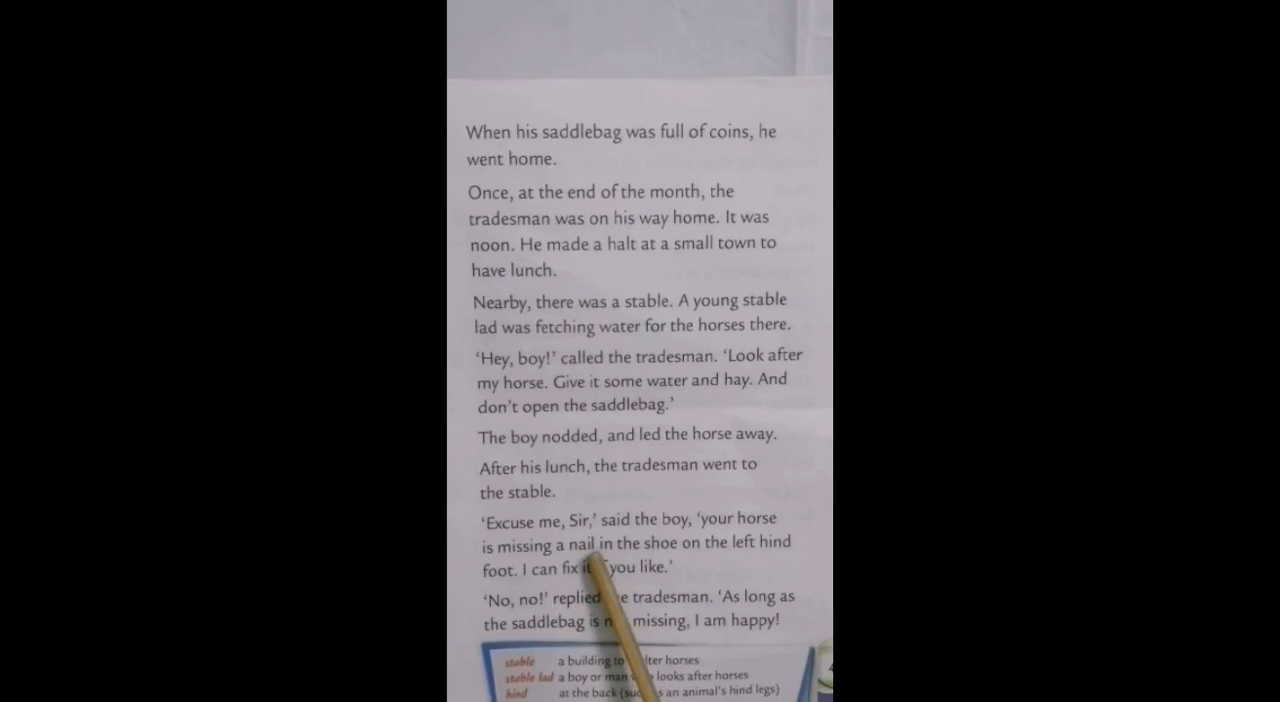 When his saddlebag was full of coins, he
went home.
Once, at the end of the month, the
tradesman was on his way home. It was
noon. He made a halt at a small town to
have lunch.
Nearby, there was a stable. A young stable
lad was fetching water for the horses there.
‘Hey, boy!’ called the tradesman. ‘Look after
my horse. Give it some water and hay. And
don’t open the saddlebag.’
The boy nodded, and led the horse away.
After his lunch, the tradesman went to
the stable.
‘Excuse me, Sir,’ said the boy, ‘your horse
is missing a nail in the shoe on the left hind
foot. I can fix it you like.’
‘No, no!’ replied tradesman. ‘As long as
the saddlebag is missing, I am happy!
stable a building to horses
stable lad a boy or man looks after horses
hind at the back an animal’s hind legs)